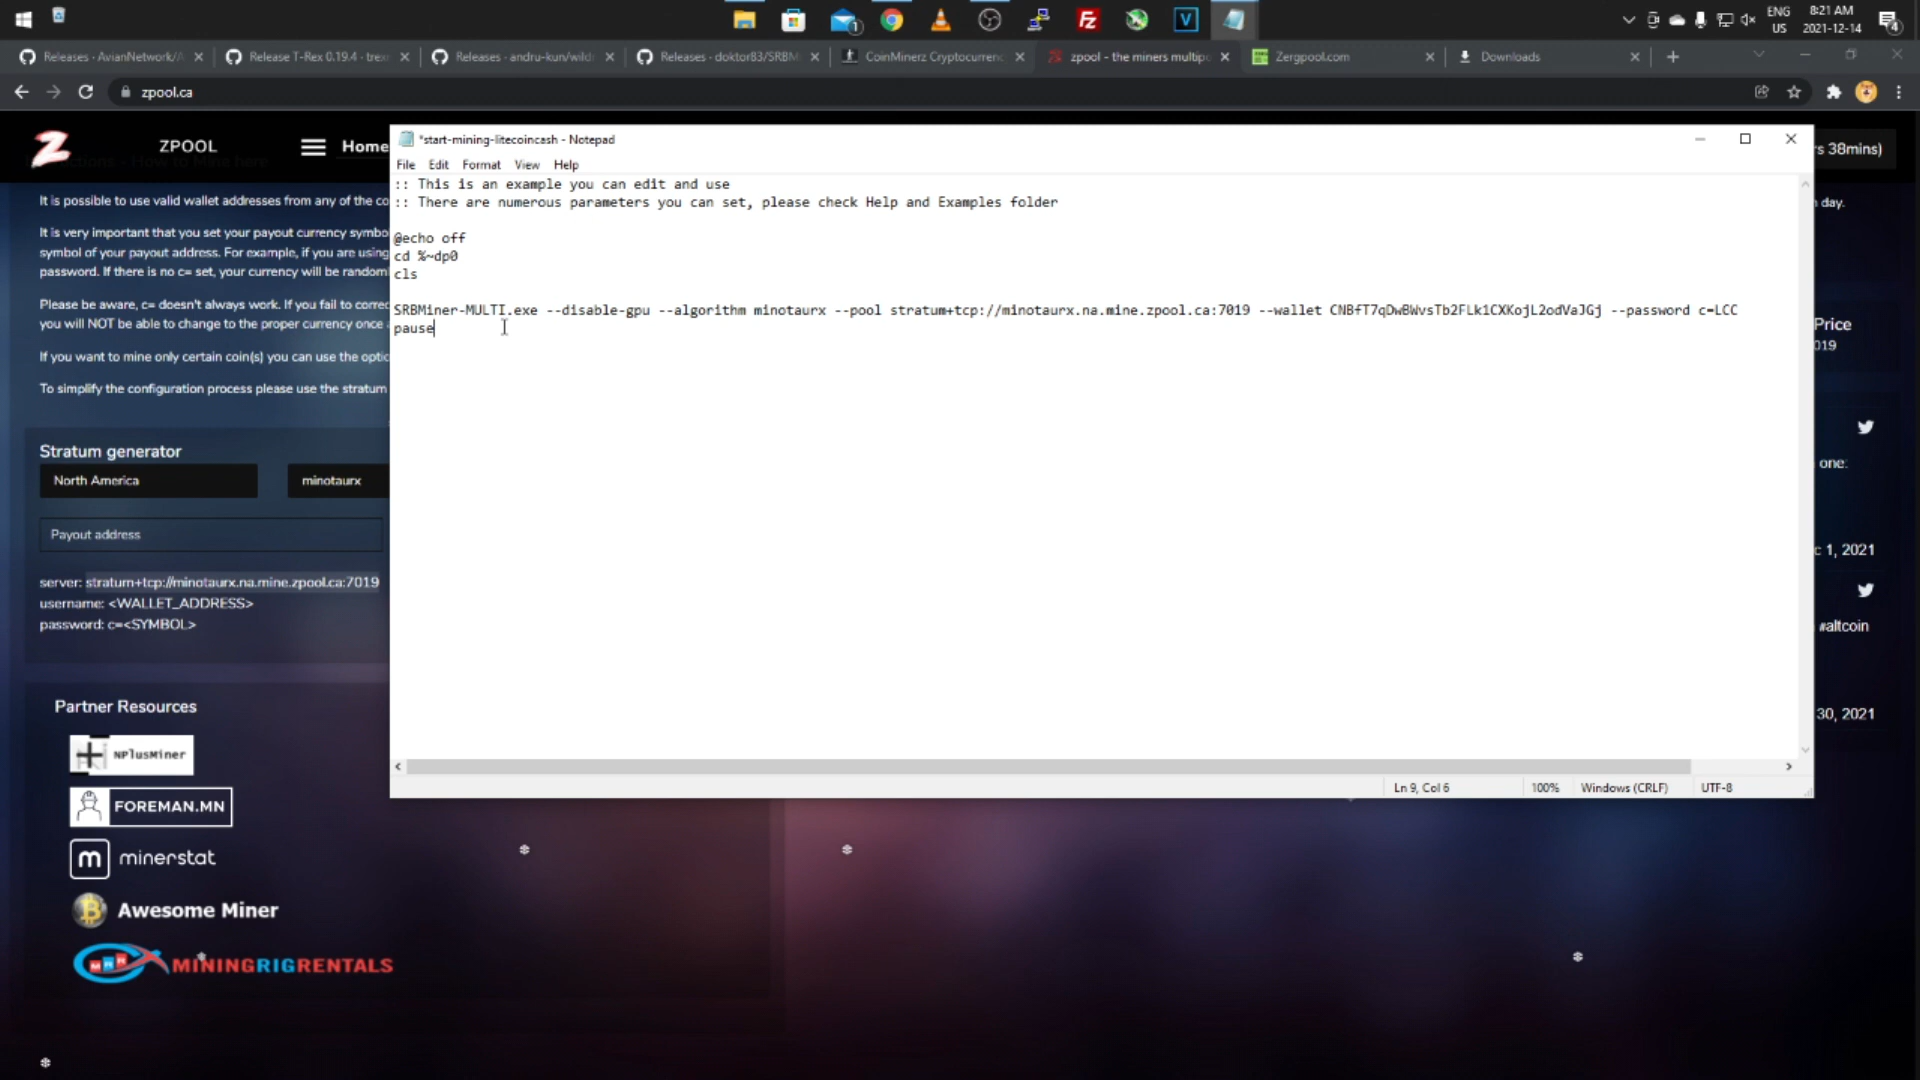 1
V
ENG
US
8:21 AM
2021-12-14
4
Releases · AvianNetwork/A
Release T-Rex 0.19.4 · trex
Releases · andru-kun/wildr
Releases · doktor83/SRBM
CoinMinerz Cryptocurrenc
zpool - the miners multipo
Zergpool.com
Downloads
zpool.ca
Z
ZPOOL
Home
- How to Mine here
s 38mins)
*start-mining-litecoincash - Notepad
File Edit Format View Help
:: This is an example you can edit and use
:: There are numerous parameters you can set, please check Help and Examples folder
@echo off
cd %~dp0
cls
SRBMiner-MULTI.exe --disable-gpu --algorithm minotaurx --pool stratum+tcp://minotaurx.na.mine.zpool.ca:7019 --wallet CNBfT7qDwBWvsTb2FLk1CXKojL2odVaJGj --password c=LCC
pause
Ln 9, Col 6
100%
Windows (CRLF)
UTF-8
It is possible to use valid wallet addresses from any of the co
It is very important that you set your payout currency symbo
symbol of your payout address. For example, if you are using
password. If there is no c= set, your currency will be random
Please be aware, c= doesn't always work. If you fail to correc
you will NOT be able to change to the proper currency once
If you want to mine only certain coin(s) you can use the optio
To simplify the configuration process please use the stratum
Stratum generator
North America
minotaurx
Payout address
server: stratum+tcp://minotaurx.na.mine.zpool.ca:7019
username: <WALLET_ADDRESS>
password: c=<SYMBOL>
Partner Resources
NPlusMiner
FOREMAN.MN
minerstat
Awesome Miner
MININGRIGRENTALS
day.
Price
019
one:
c 1, 2021
#altcoin
30, 2021